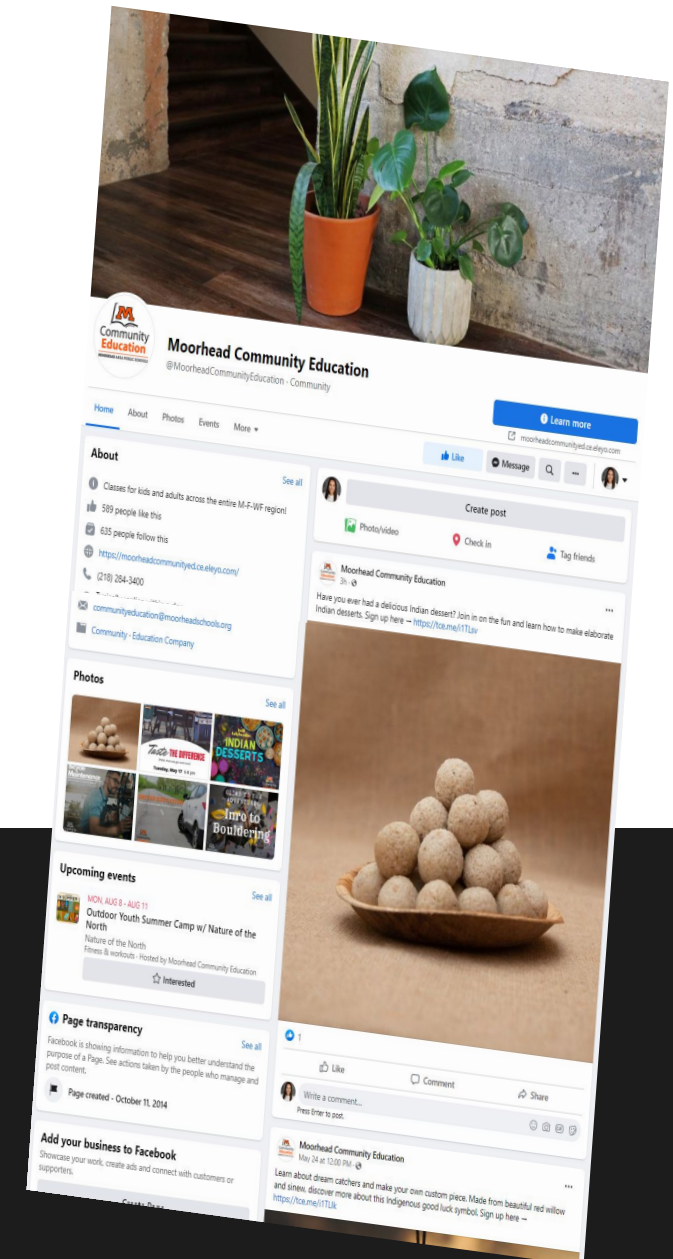 M
Community
Education
MOORHEAD AREA PUBLIC SCHOOLS
Moorhead Community Education
@MoorheadCommunityEducation · Community
Learn more
moorheadcommunityed.ce.eleyo.com
Home
About
Photos
Events
More
Like
Message
About
See all
Classes for kids and adults across the entire M-F-WF region!
589 people like this
635 people follow this
https://moorheadcommunityed.ce.eleyo.com/
(218) 284-3400
communityeducation@moorheadschools.org
Community · Education Company
Photos
See all
Taste THE DIFFERENCE
Tuesday, May 17
INDIAN
DESSERTS
Maintenance
Inro to
Bouldering
Upcoming events
See all
MON, AUG 8 - AUG 11
Outdoor Youth Summer Camp w/ Nature of the
North
Nature of the North
Fitness & workouts · Hosted by Moorhead Community Education
Interested
Page transparency
See all
Facebook is showing information to help you better understand the
purpose of a Page. See actions taken by the people who manage and
post content.
Page created - October 11, 2014
Add your business to Facebook
Showcase your work, create ads and connect with customers or
supporters.
Create Page
Create post
Photo/video
Check in
Tag friends
Moorhead Community Education
3h ·
Have you ever had a delicious Indian dessert? Join in on the fun and learn how to make elaborate
Indian desserts. Sign up here → https://tce.me/i1TLsv
1
Like
Comment
Share
Write a comment...
Press Enter to post.
Moorhead Community Education
May 24 at 12:00 PM ·
Learn about dream catchers and make your own custom piece. Made from beautiful red willow
and sinew, discover more about this Indigenous good luck symbol. Sign up here →
https://tce.me/i1TLlk